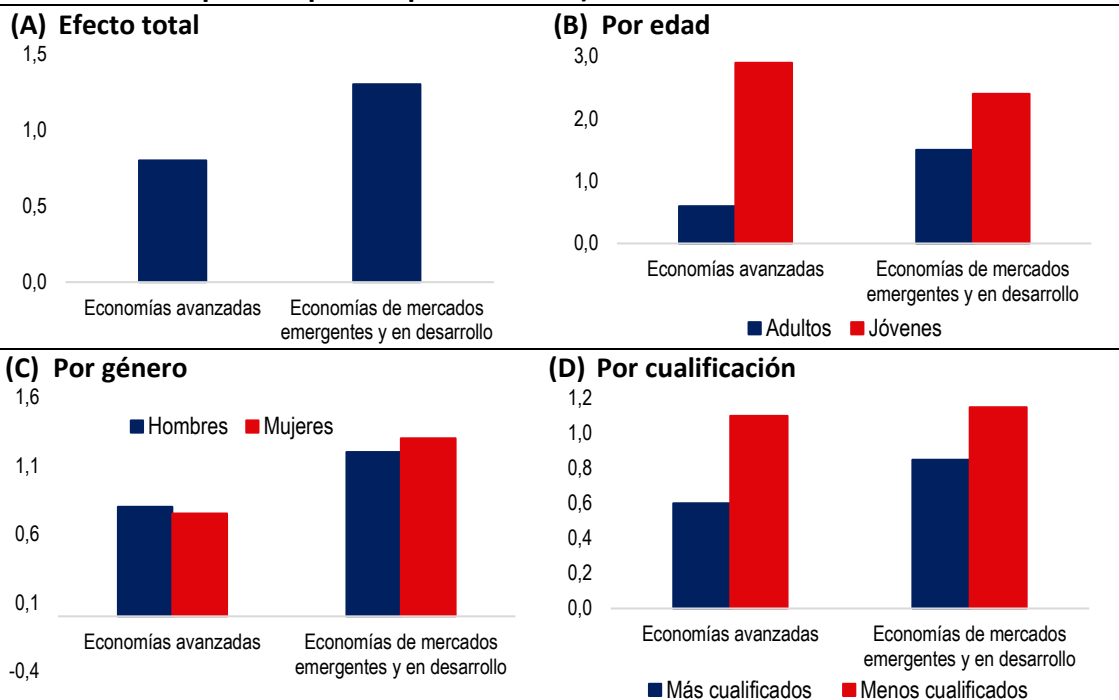 (A) Efecto total
1,5
1,0
0,5
0,0
Economías avanzadas
Economías de mercados
emergentes y en desarrollo
(B) Por edad
3,0
2,0
1,0
0,0
Economías avanzadas
Economías de mercados
emergentes y en desarrollo
Adultos Jóvenes
(C) Por género
1,6
1,1
0,6
0,1
-0,4
Hombres Mujeres
Economías avanzadas
Economías de mercados
emergentes y en desarrollo
(D) Por cualificación
1,2
1,0
0,8
0,6
0,4
0,2
0,0
Economías avanzadas
Economías de mercados
emergentes y en desarrollo
Más cualificados Menos cualificados